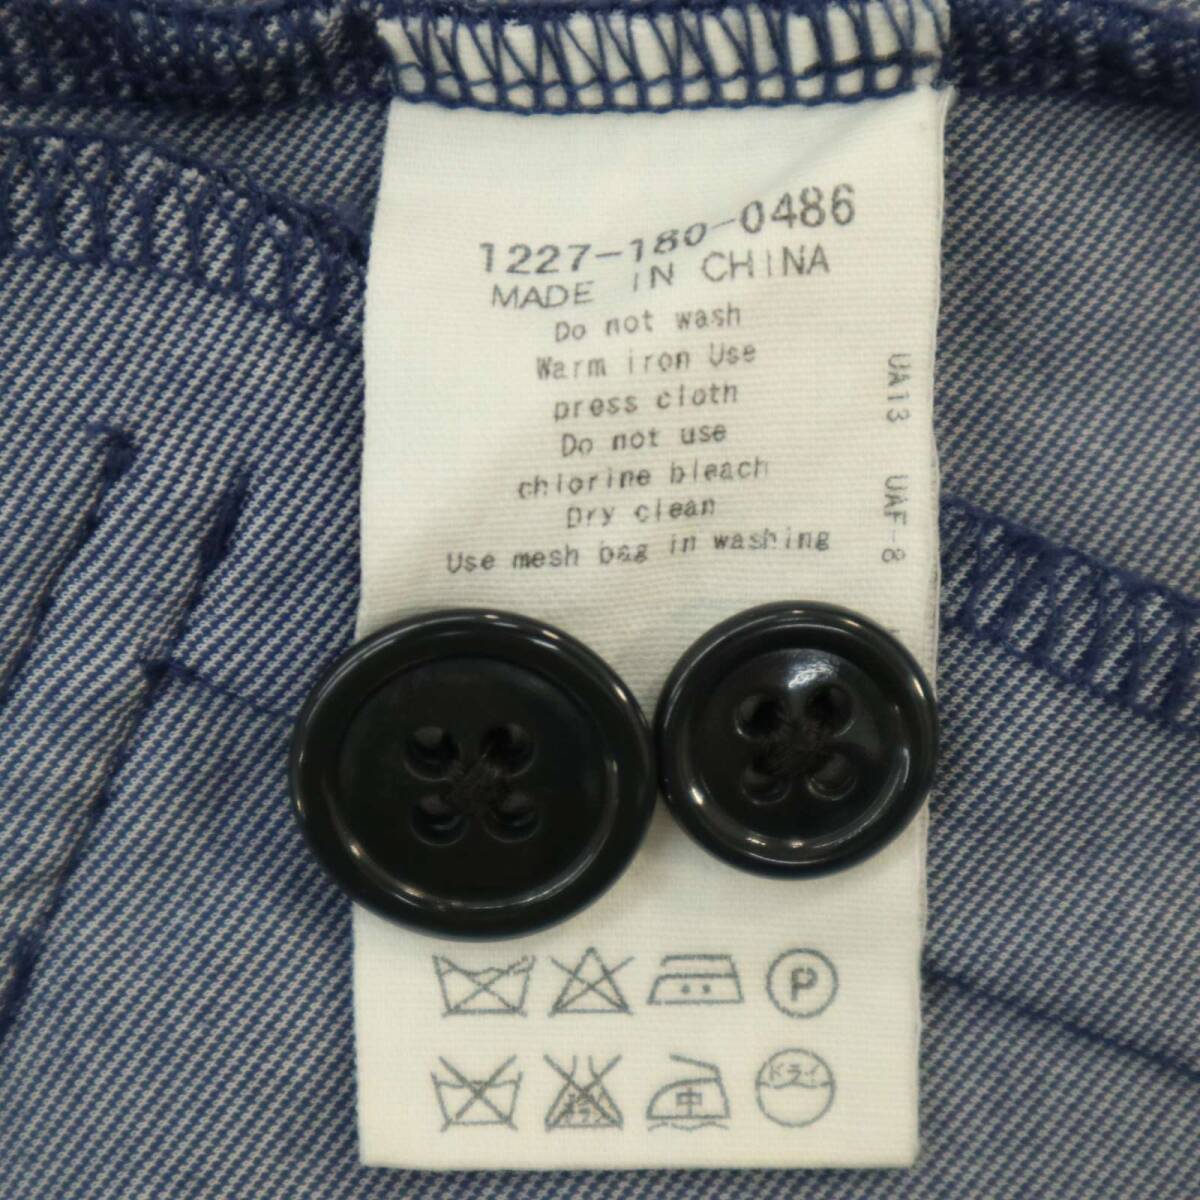 1227-180-0486
MADE IN CHINA
Do not wash
Warm iron Use
press cloth
Do not use
chlorine bleach
Dry clean
Use mesh bag in washing
UA13 UAF-8
P
中
ドライ